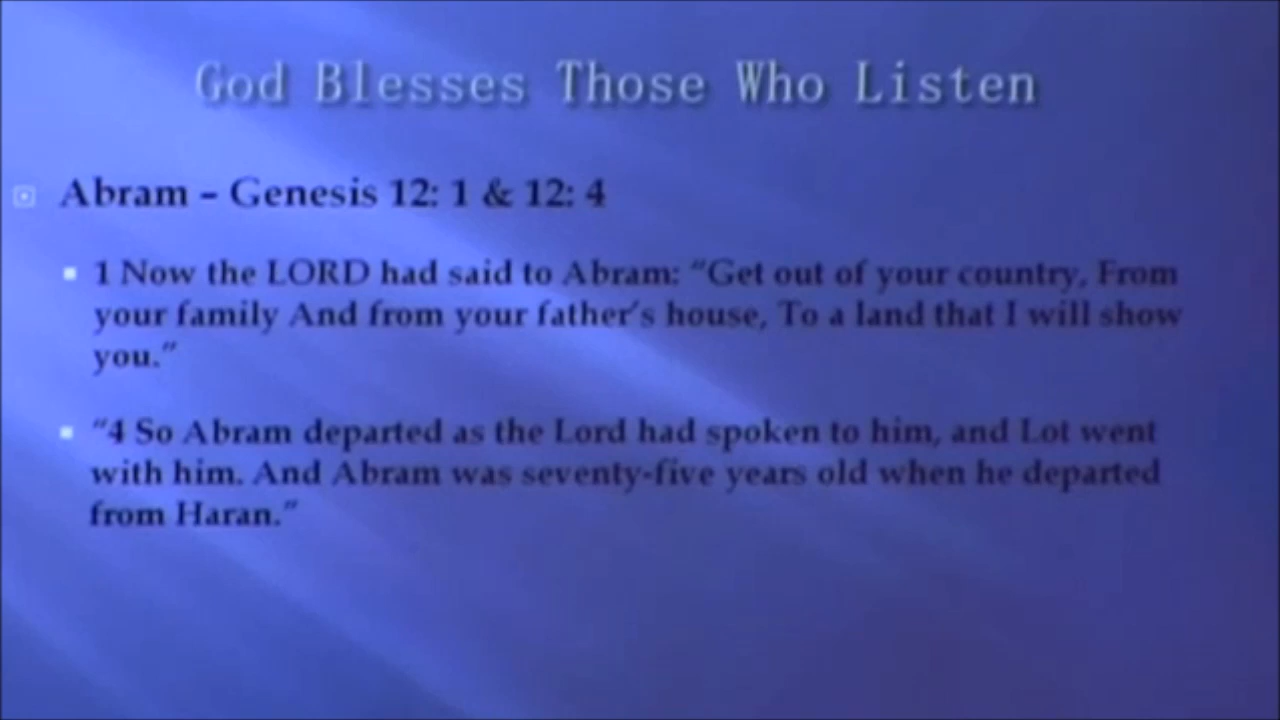 God Blesses Those Who Listen
Abram – Genesis 12: 1 & 12: 4
1 Now the LORD had said to Abram: “Get out of your country, From
your family And from your father’s house, To a land that I will show
you.”
“4 So Abram departed as the Lord had spoken to him, and Lot went
with him. And Abram was seventy-five years old when he departed
from Haran.”